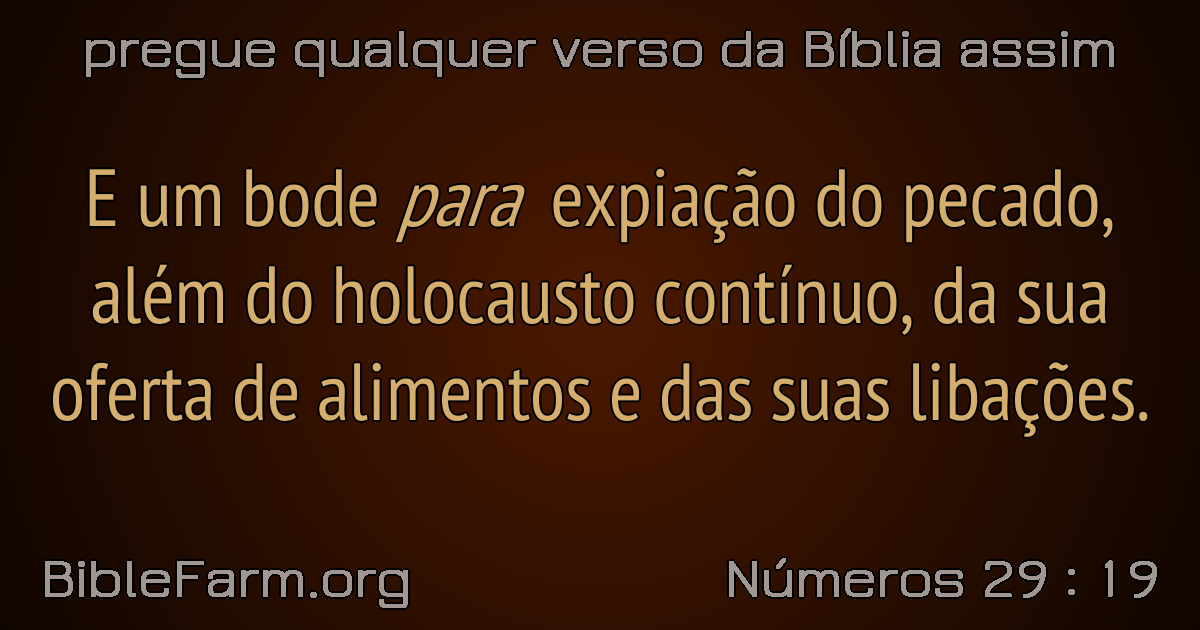 pregue qualquer verso da Bíblia assim
E um bode para expiação do pecado,
além do holocausto contínuo, da sua
oferta de alimentos e das suas libações.
BibleFarm.org
Números 29 : 19